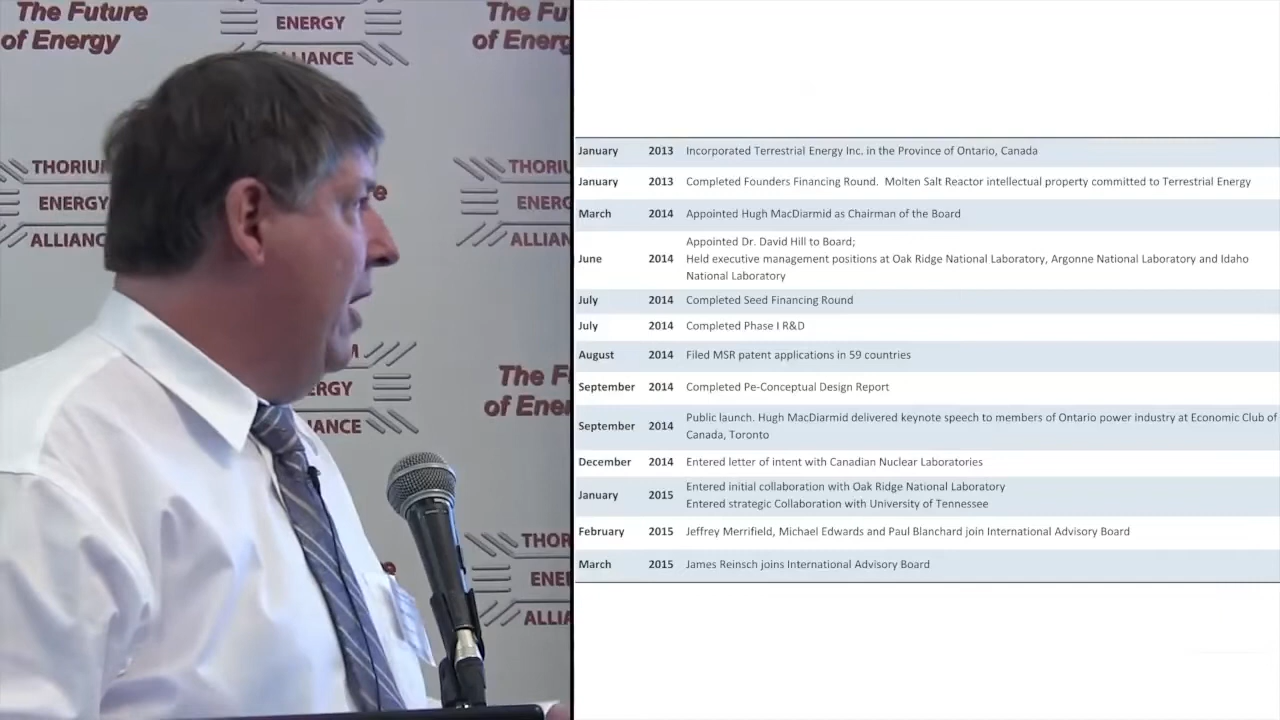 The Future
of Energy
ENERGY
ALLIANCE
The Fut
of Energ
THORIUM
ENERGY
ALLIANCE
THORIU
ENERG
ALLIAN
The F
of Ene
ERGY
IANCE
THOR
ENE
ALLIA
January 2013 Incorporated Terrestrial Energy Inc. in the Province of Ontario, Canada
January 2013 Completed Founders Financing Round. Molten Salt Reactor intellectual property committed to Terrestrial Energy
March 2014 Appointed Hugh MacDiarmid as Chairman of the Board
Appointed Dr. David Hill to Board;
June 2014 Held executive management positions at Oak Ridge National Laboratory, Argonne National Laboratory and Idaho
National Laboratory
July 2014 Completed Seed Financing Round
July 2014 Completed Phase I R&D
August 2014 Filed MSR patent applications in 59 countries
September 2014 Completed Pe-Conceptual Design Report
September 2014 Public launch. Hugh MacDiarmid delivered keynote speech to members of Ontario power industry at Economic Club of
Canada, Toronto
December 2014 Entered letter of intent with Canadian Nuclear Laboratories
January 2015 Entered initial collaboration with Oak Ridge National Laboratory
Entered strategic Collaboration with University of Tennessee
February 2015 Jeffrey Merrifield, Michael Edwards and Paul Blanchard join International Advisory Board
March 2015 James Reinsch joins International Advisory Board